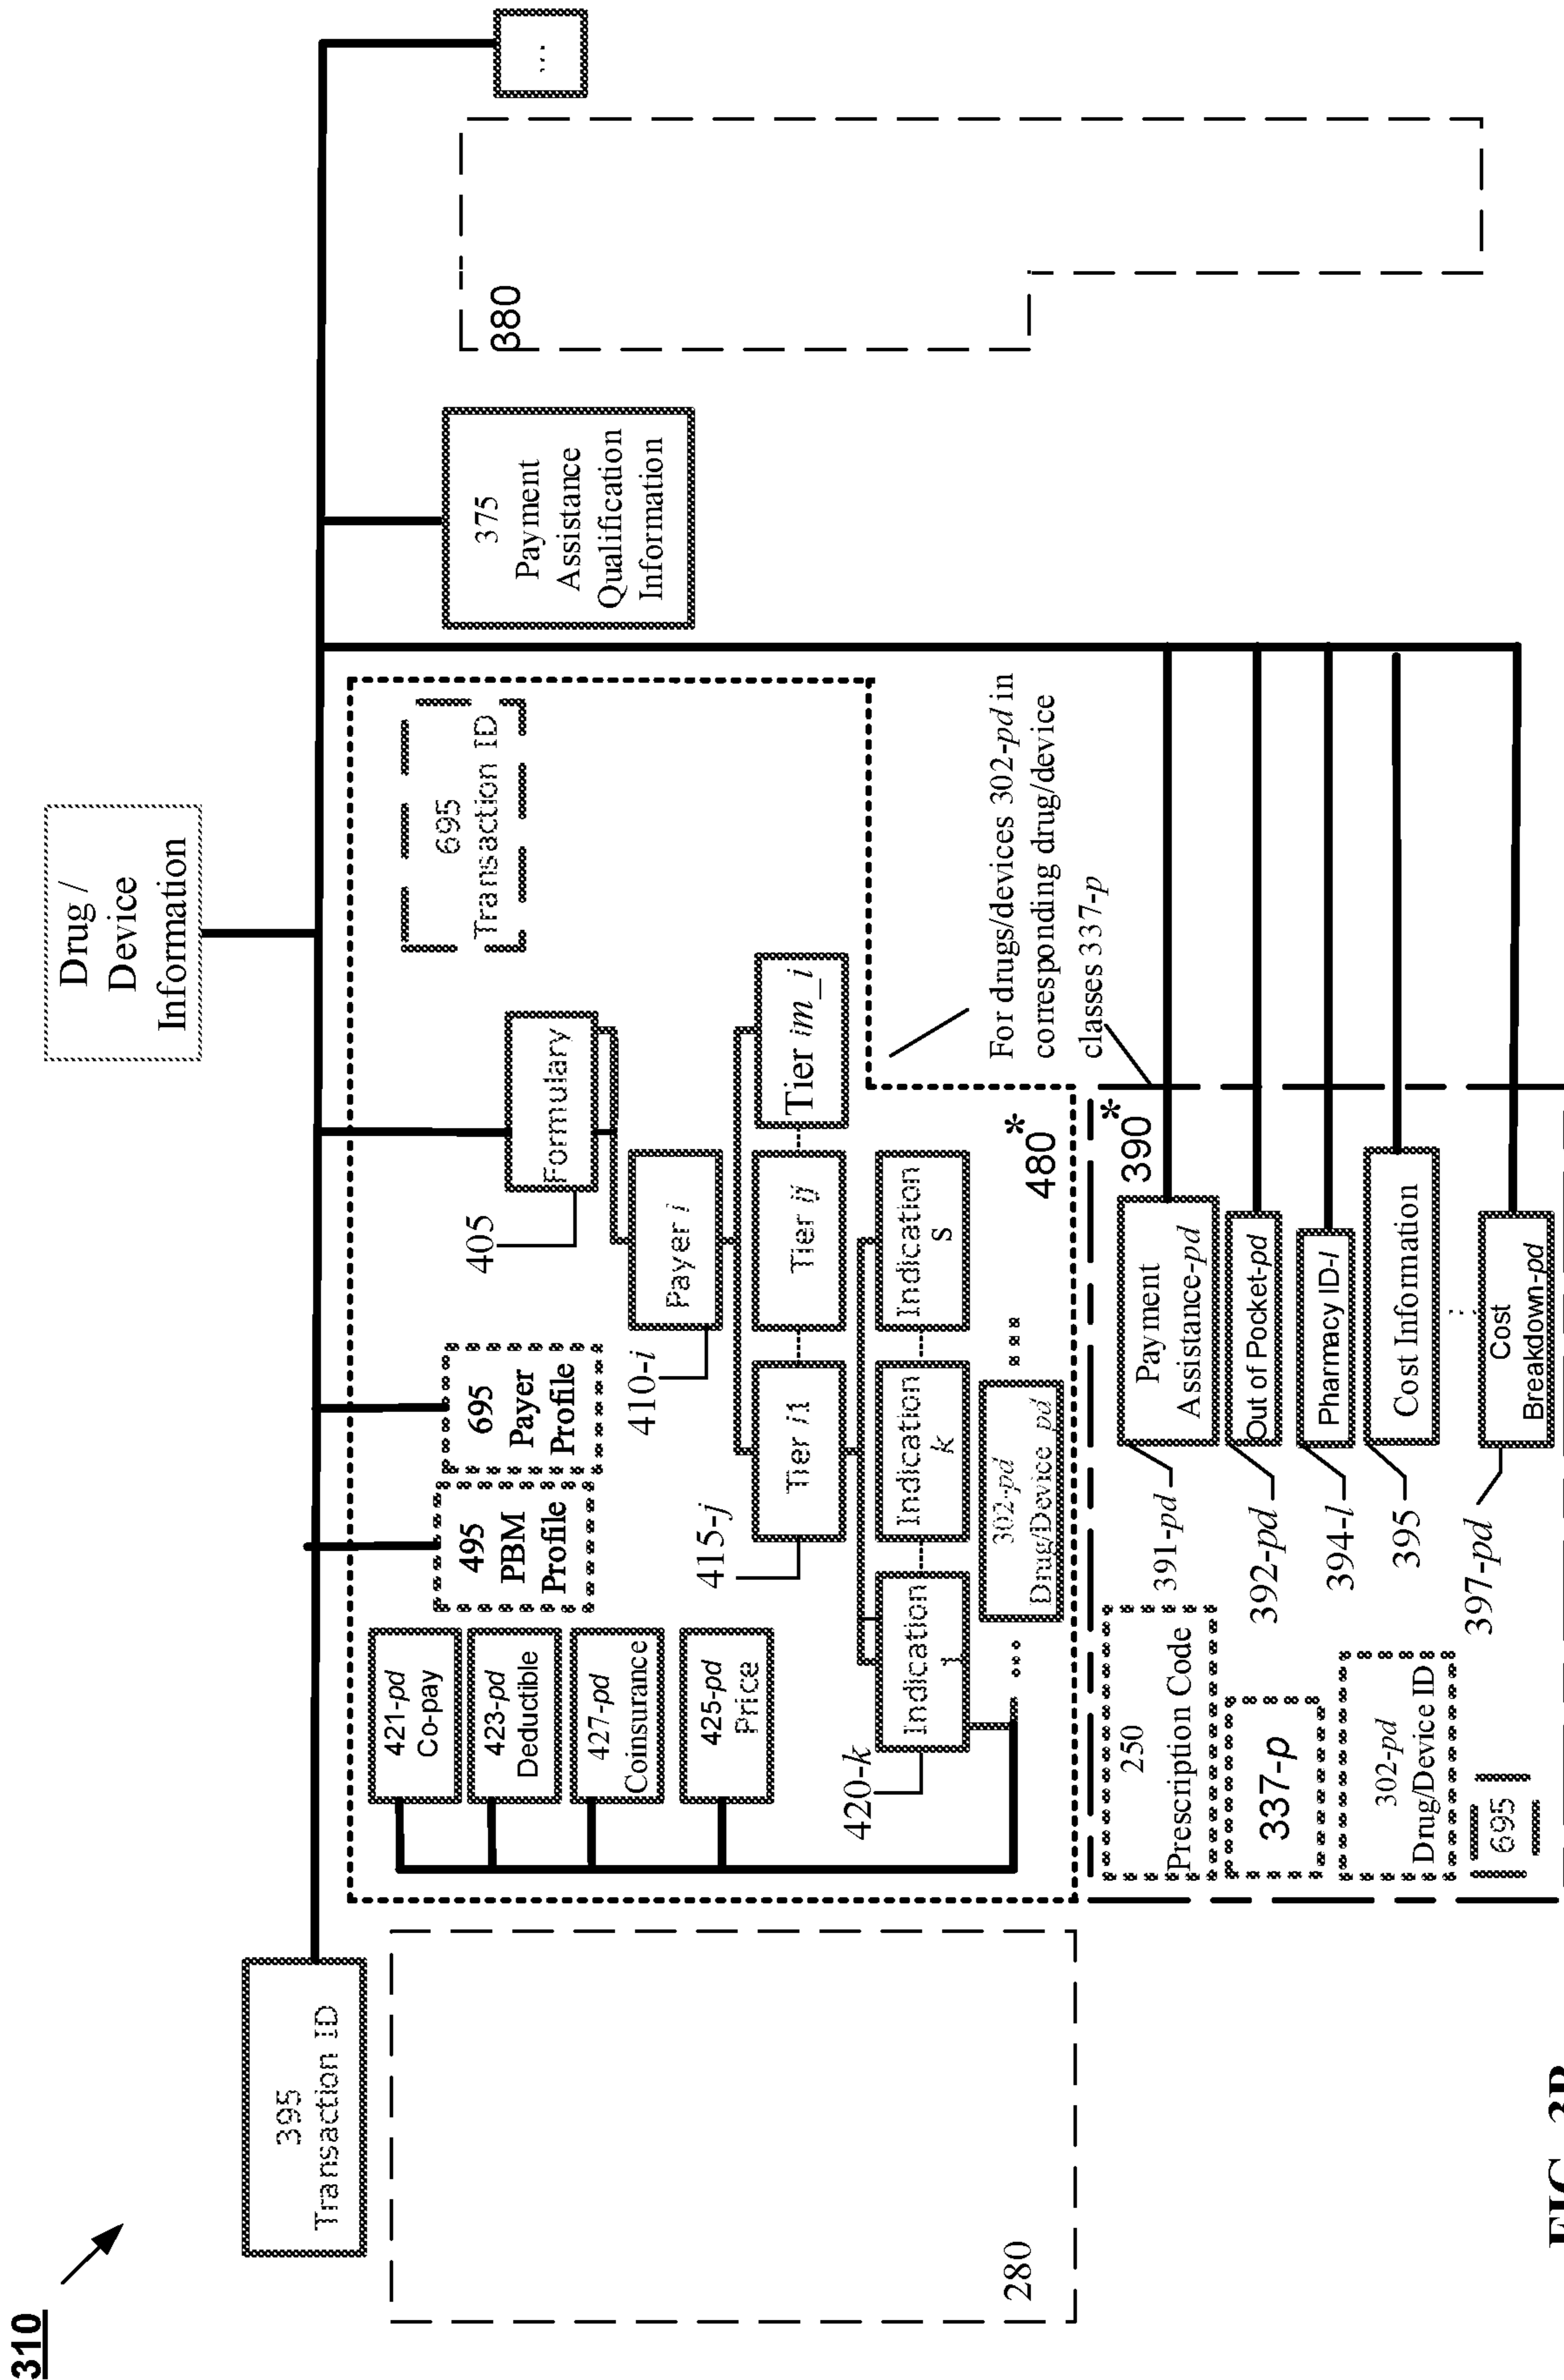 310
Drug /
Device
Information
395
Transaction ID
280
421-pd
Co-pay
423-pd
Deductible
427-pd
Coinsurance
425-pd
Price
495
PBM
Profile
695
Payer
Profile
405
Formulary
695
Transaction ID
410-i
Payer i
415-j
Tier i1
Tier ij
Tier im_i
420-k
Indication
1
Indication
k
Indication
s
...
302-pd
Drug/Device pd
...
480*
For drugs/devices 302-pd in
corresponding drug/device
classes 337-p
375
Payment
Assistance
Qualification
Information
380
...
390*
250
Prescription Code
337-p
302-pd
Drug/Device ID
695
391-pd
Payment
Assistance-pd
392-pd
Out of Pocket-pd
394-l
Pharmacy ID-l
395
Cost Information
397-pd
Cost
Breakdown-pd
FIG. 3B